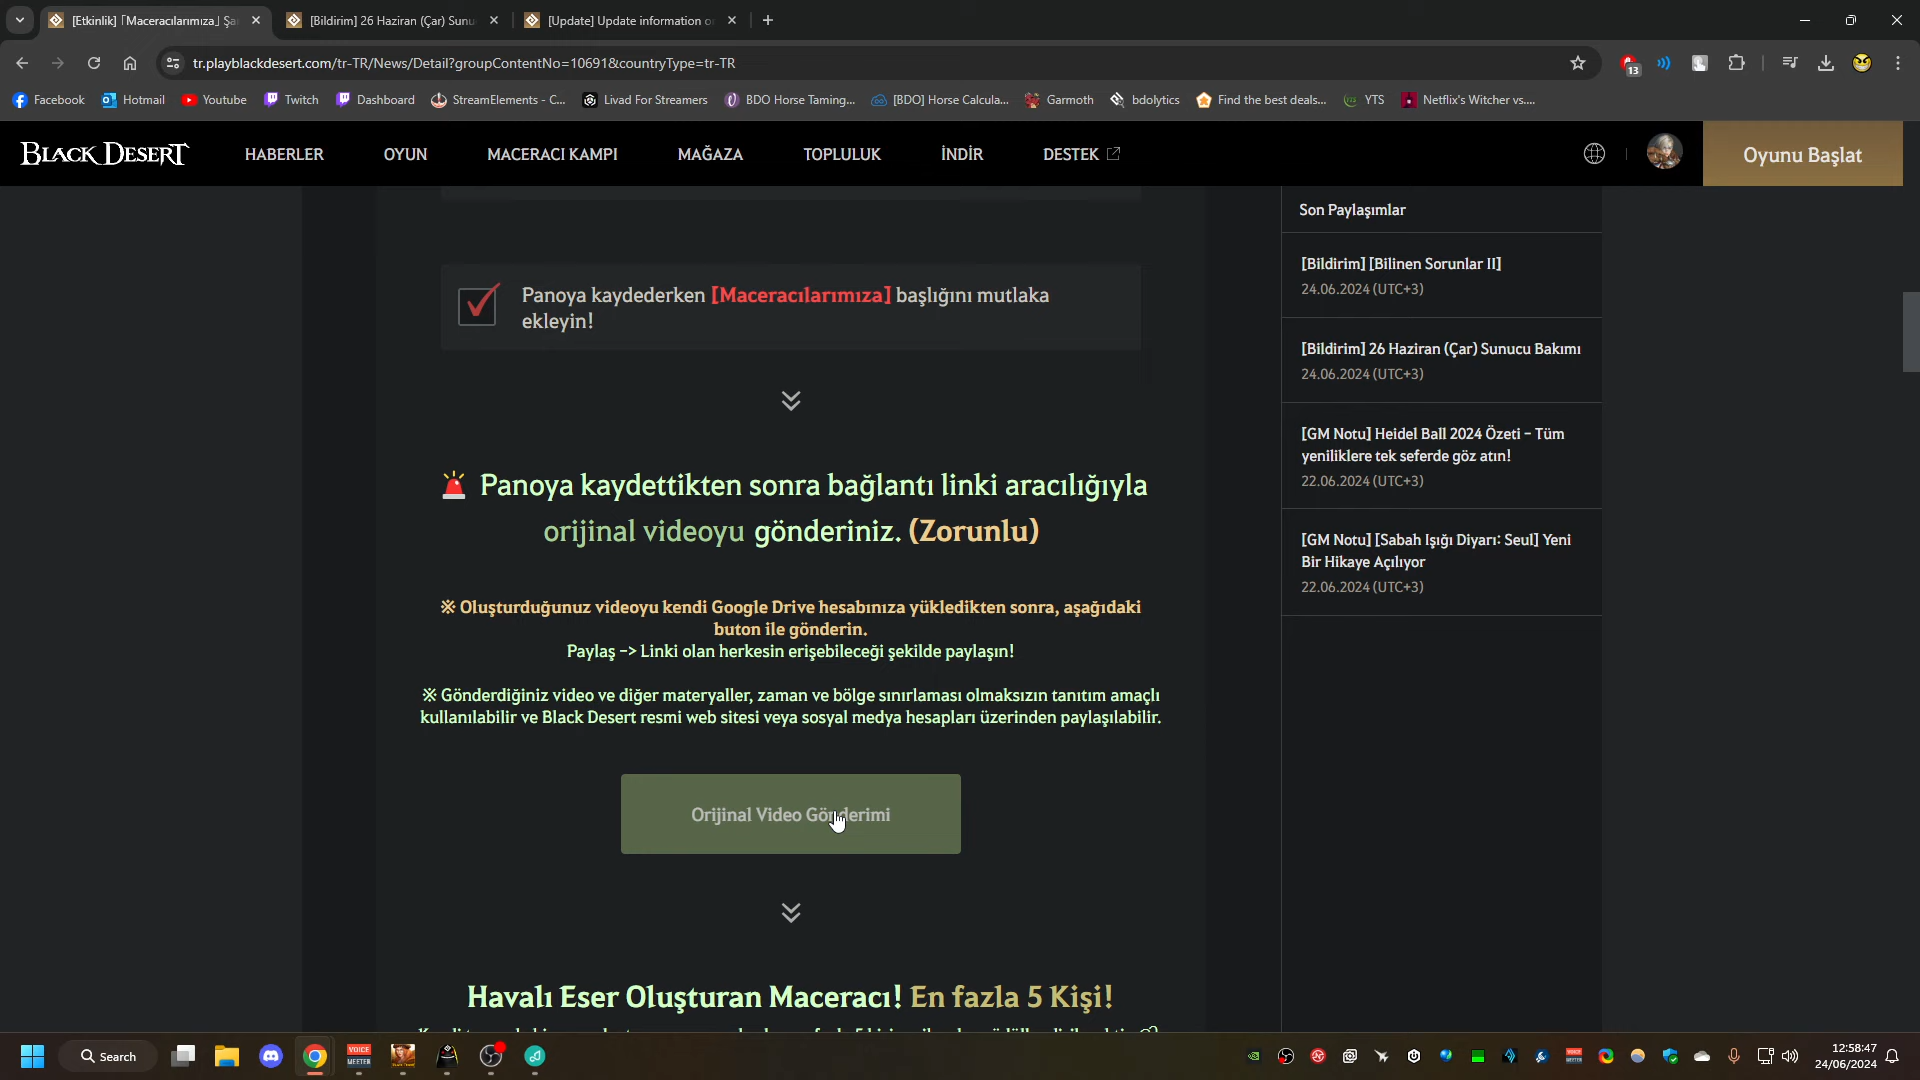 [Etkinlik]「Maceracılarımıza」Şa
[Bildirim] 26 Haziran (Çar) Sunu
[Update] Update information o
tr.playblackdesert.com/tr-TR/News/Detail?groupContentNo=10691&countryType=tr-TR
13
Facebook
Hotmail
Youtube
Twitch
Dashboard
StreamElements - C...
Livad For Streamers
BDO Horse Taming...
[BDO] Horse Calcula...
Garmoth
bdolytics
Find the best deals...
YTS
Netflix's Witcher vs....
BLACK DESERT
HABERLER
OYUN
MACERACI KAMPI
MAĞAZA
TOPLULUK
İNDİR
DESTEK
Oyunu Başlat
Panoya kaydederken [Maceracılarımıza] başlığını mutlaka
ekleyin!
Panoya kaydettikten sonra bağlantı linki aracılığıyla
orijinal videoyu gönderiniz. (Zorunlu)
※ Oluşturduğunuz videoyu kendi Google Drive hesabınıza yükledikten sonra, aşağıdaki
buton ile gönderin.
Paylaş -> Linki olan herkesin erişebileceği şekilde paylaşın!
※ Gönderdiğiniz video ve diğer materyaller, zaman ve bölge sınırlaması olmaksızın tanıtım amaçlı
kullanılabilir ve Black Desert resmi web sitesi veya sosyal medya hesapları üzerinden paylaşılabilir.
Orijinal Video Gönderimi
Havalı Eser Oluşturan Maceracı! En fazla 5 Kişi!
Son Paylaşımlar
[Bildirim] [Bilinen Sorunlar II]
24.06.2024 (UTC+3)
[Bildirim] 26 Haziran (Çar) Sunucu Bakımı
24.06.2024 (UTC+3)
[GM Notu] Heidel Ball 2024 Özeti – Tüm
yeniliklere tek seferde göz atın!
22.06.2024 (UTC+3)
[GM Notu] [Sabah Işığı Diyarı: Seul] Yeni
Bir Hikaye Açılıyor
22.06.2024 (UTC+3)
Search
VOICE
MEETER
12:58:47
24/06/2024